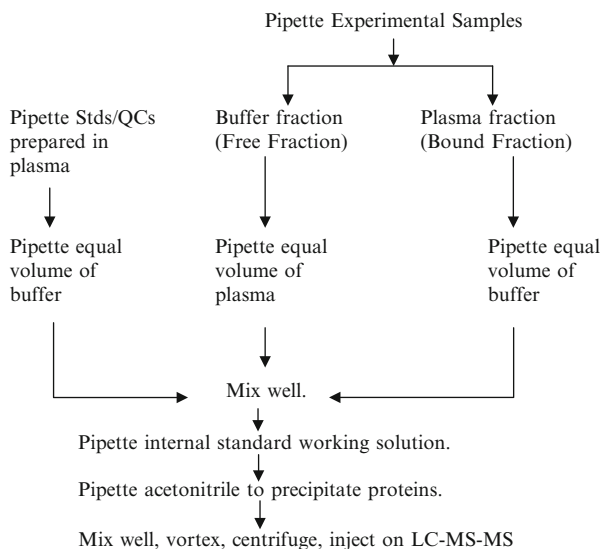 Pipette Experimental Samples
Pipette Stds/QCs
prepared in
plasma
Buffer fraction
(Free Fraction)
Plasma fraction
(Bound Fraction)
Pipette equal
volume of
buffer
Pipette equal
volume of
plasma
Pipette equal
volume of
buffer
Mix well.
Pipette internal standard working solution.
Pipette acetonitrile to precipitate proteins.
Mix well, vortex, centrifuge, inject on LC-MS-MS